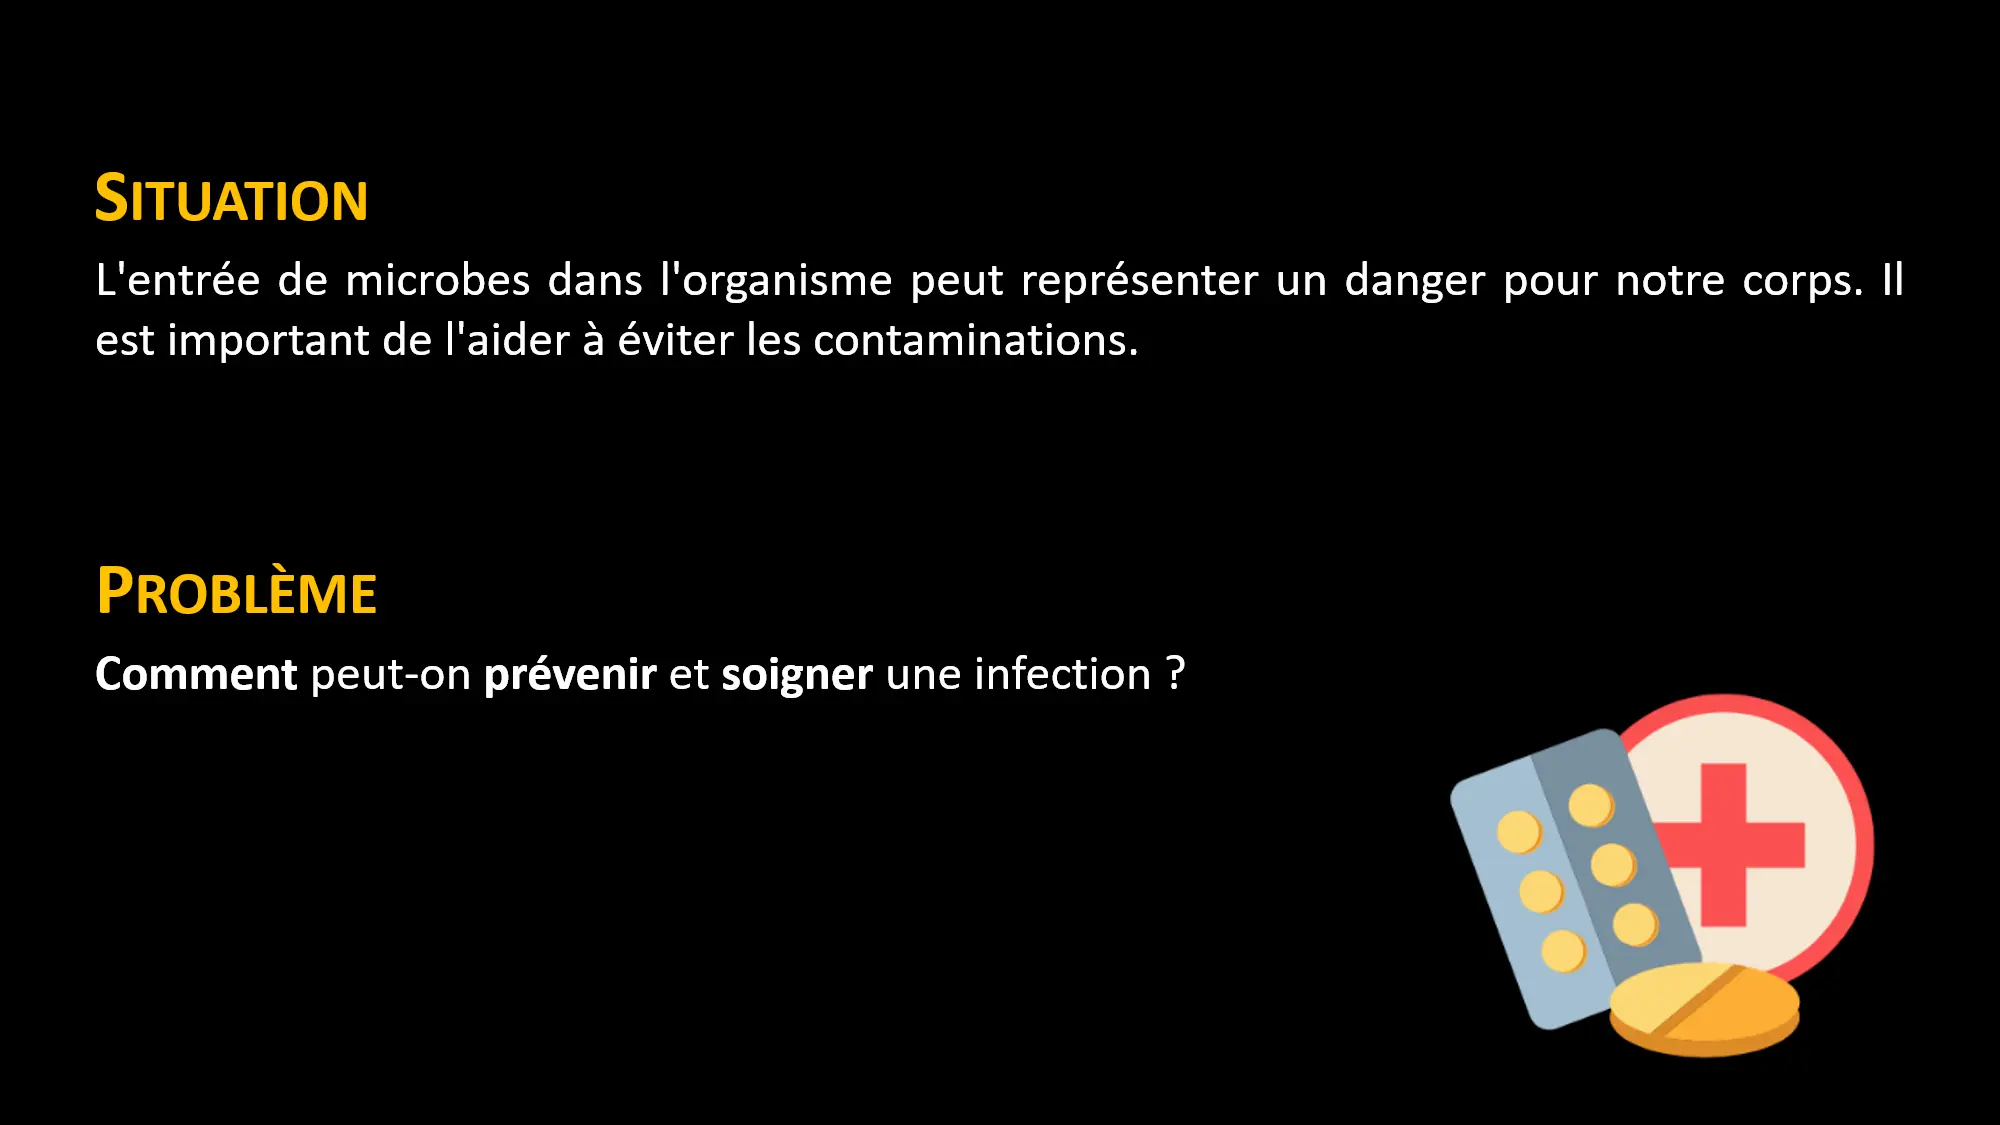 SITUATION
L'entrée de microbes dans l'organisme peut représenter un danger pour notre corps. Il
est important de l'aider à éviter les contaminations.
PROBLÈME
Comment peut-on prévenir et soigner une infection ?